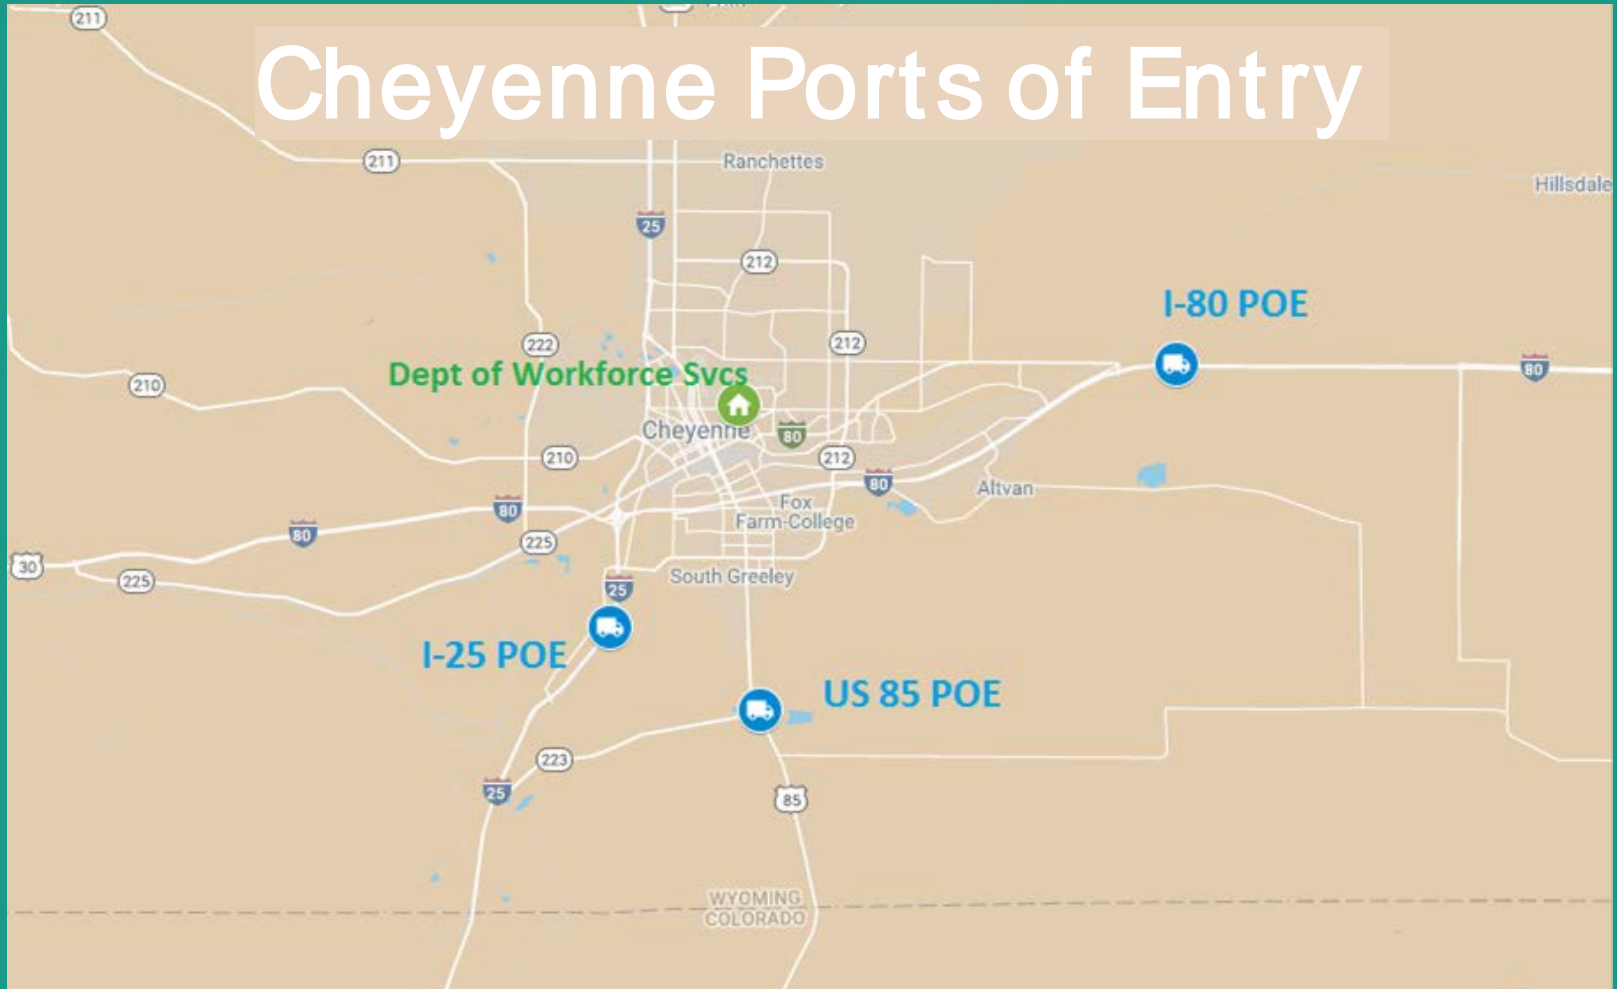 211
Cheyenne Ports of Entry
211
Ranchettes
Hillsdale
25
212
I-80 POE
222
212
80
Dept of Workforce Svcs
210
Cheyenne
80
210
212
80
Altvan
80
Fox
Farm-College
80
225
30
225
South Greeley
25
I-25 POE
US 85 POE
223
25
85
WYOMING
COLORADO